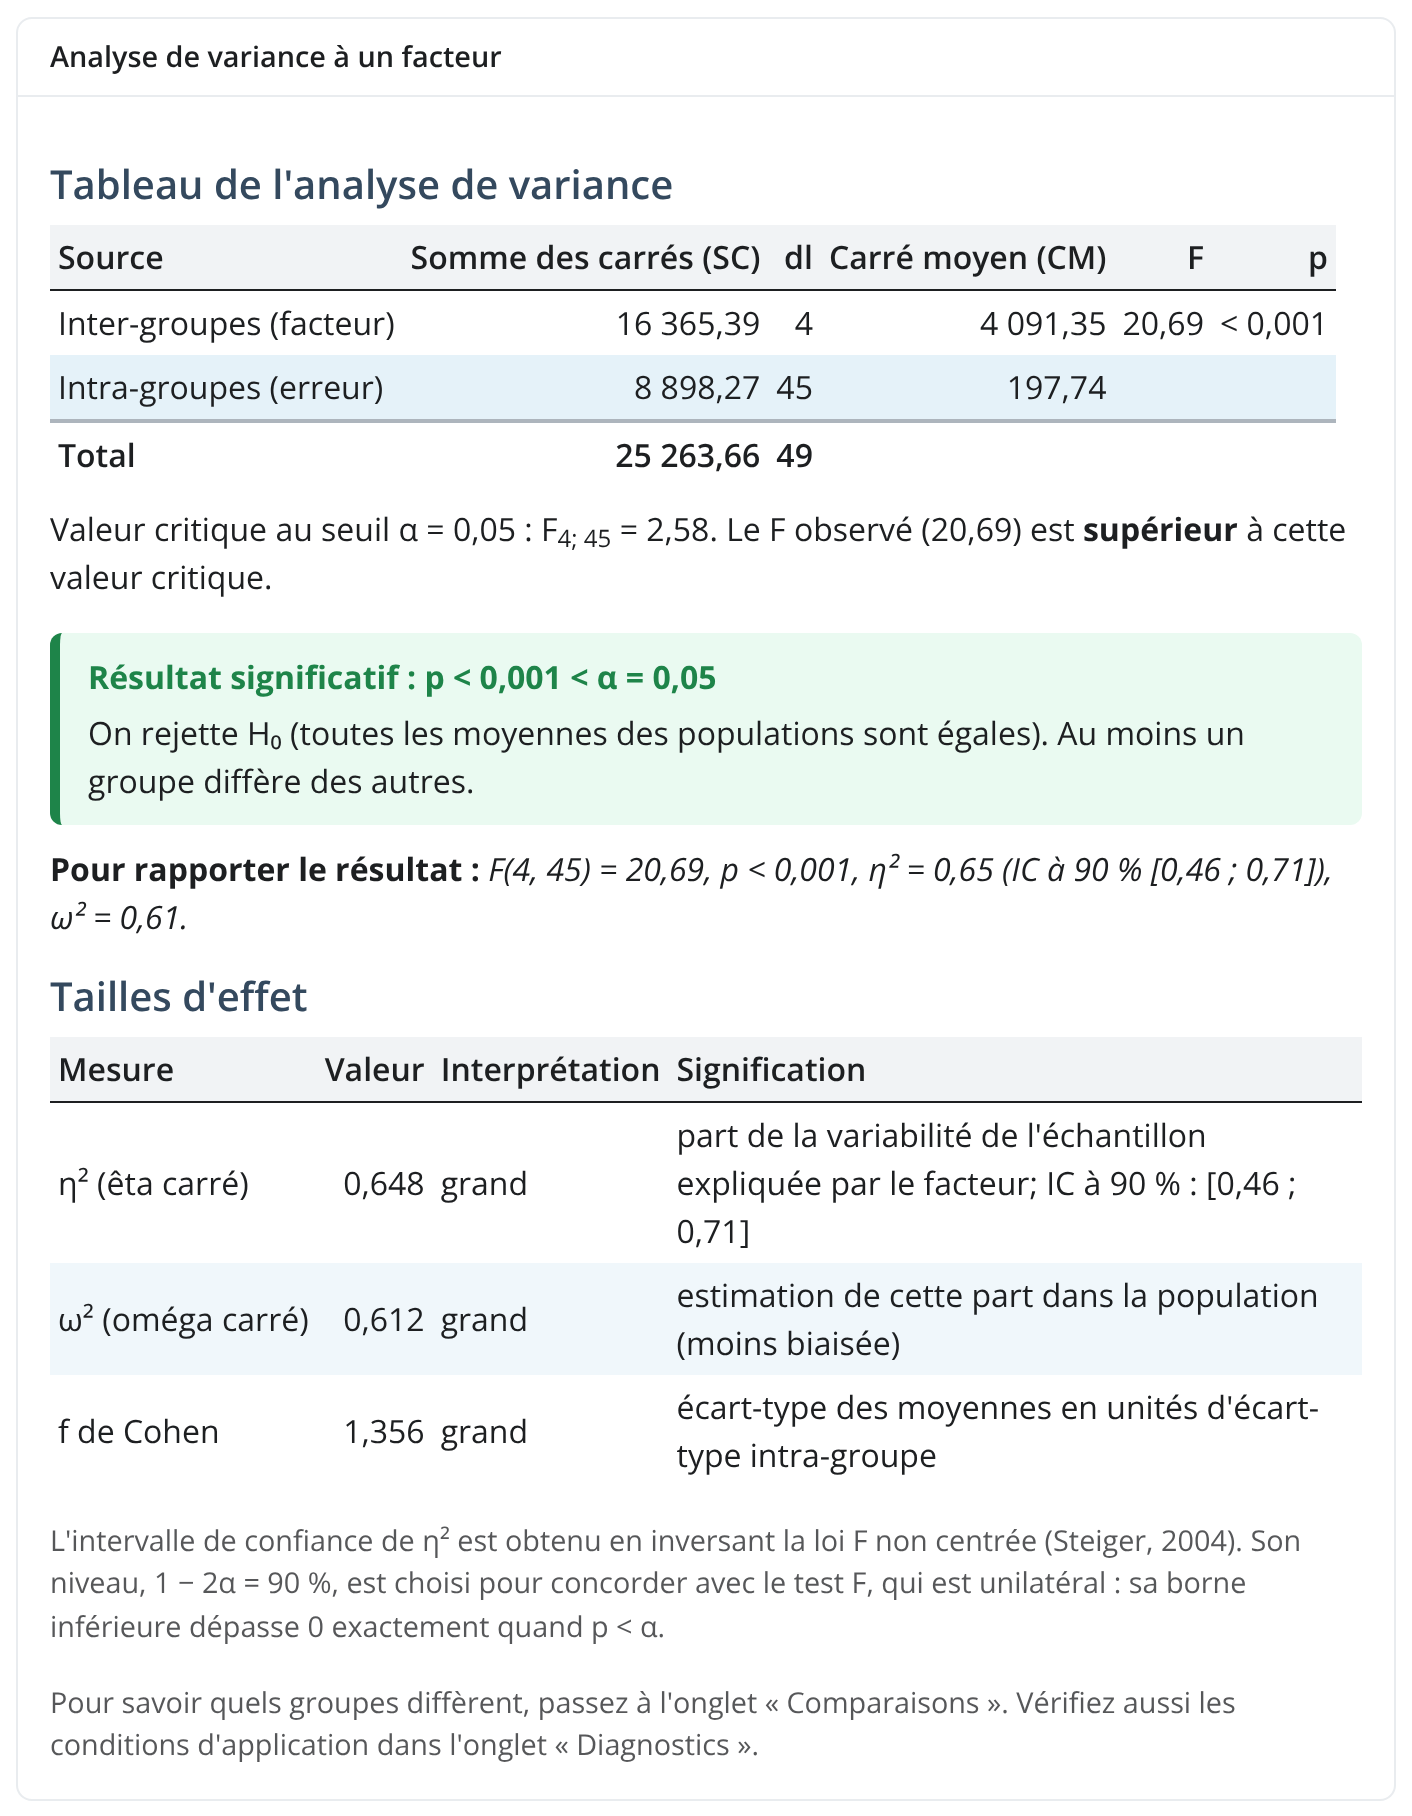 Analyse de variance à un facteur
Tableau de l'analyse de variance
Source Somme des carrés (SC) dl Carré moyen (CM) F p
Inter-groupes (facteur) 16 365,39 4 4 091,35 20,69 < 0,001
Intra-groupes (erreur) 8 898,27 45 197,74
Total 25 263,66 49
Valeur critique au seuil α = 0,05 : F4; 45 = 2,58. Le F observé (20,69) est supérieur à cette
valeur critique.
Résultat significatif : p < 0,001 < α = 0,05
On rejette H₀ (toutes les moyennes des populations sont égales). Au moins un
groupe diffère des autres.
Pour rapporter le résultat : F(4, 45) = 20,69, p < 0,001, η² = 0,65 (IC à 90 % [0,46 ; 0,71]),
ω² = 0,61.
Tailles d'effet
Mesure Valeur Interprétation Signification
η² (êta carré) 0,648 grand part de la variabilité de l'échantillon
expliquée par le facteur; IC à 90 % : [0,46 ;
0,71]
ω² (oméga carré) 0,612 grand estimation de cette part dans la population
(moins biaisée)
f de Cohen 1,356 grand écart-type des moyennes en unités d'écart-
type intra-groupe
L'intervalle de confiance de η² est obtenu en inversant la loi F non centrée (Steiger, 2004). Son
niveau, 1 − 2α = 90 %, est choisi pour concorder avec le test F, qui est unilatéral : sa borne
inférieure dépasse 0 exactement quand p < α.
Pour savoir quels groupes diffèrent, passez à l'onglet « Comparaisons ». Vérifiez aussi les
conditions d'application dans l'onglet « Diagnostics ».